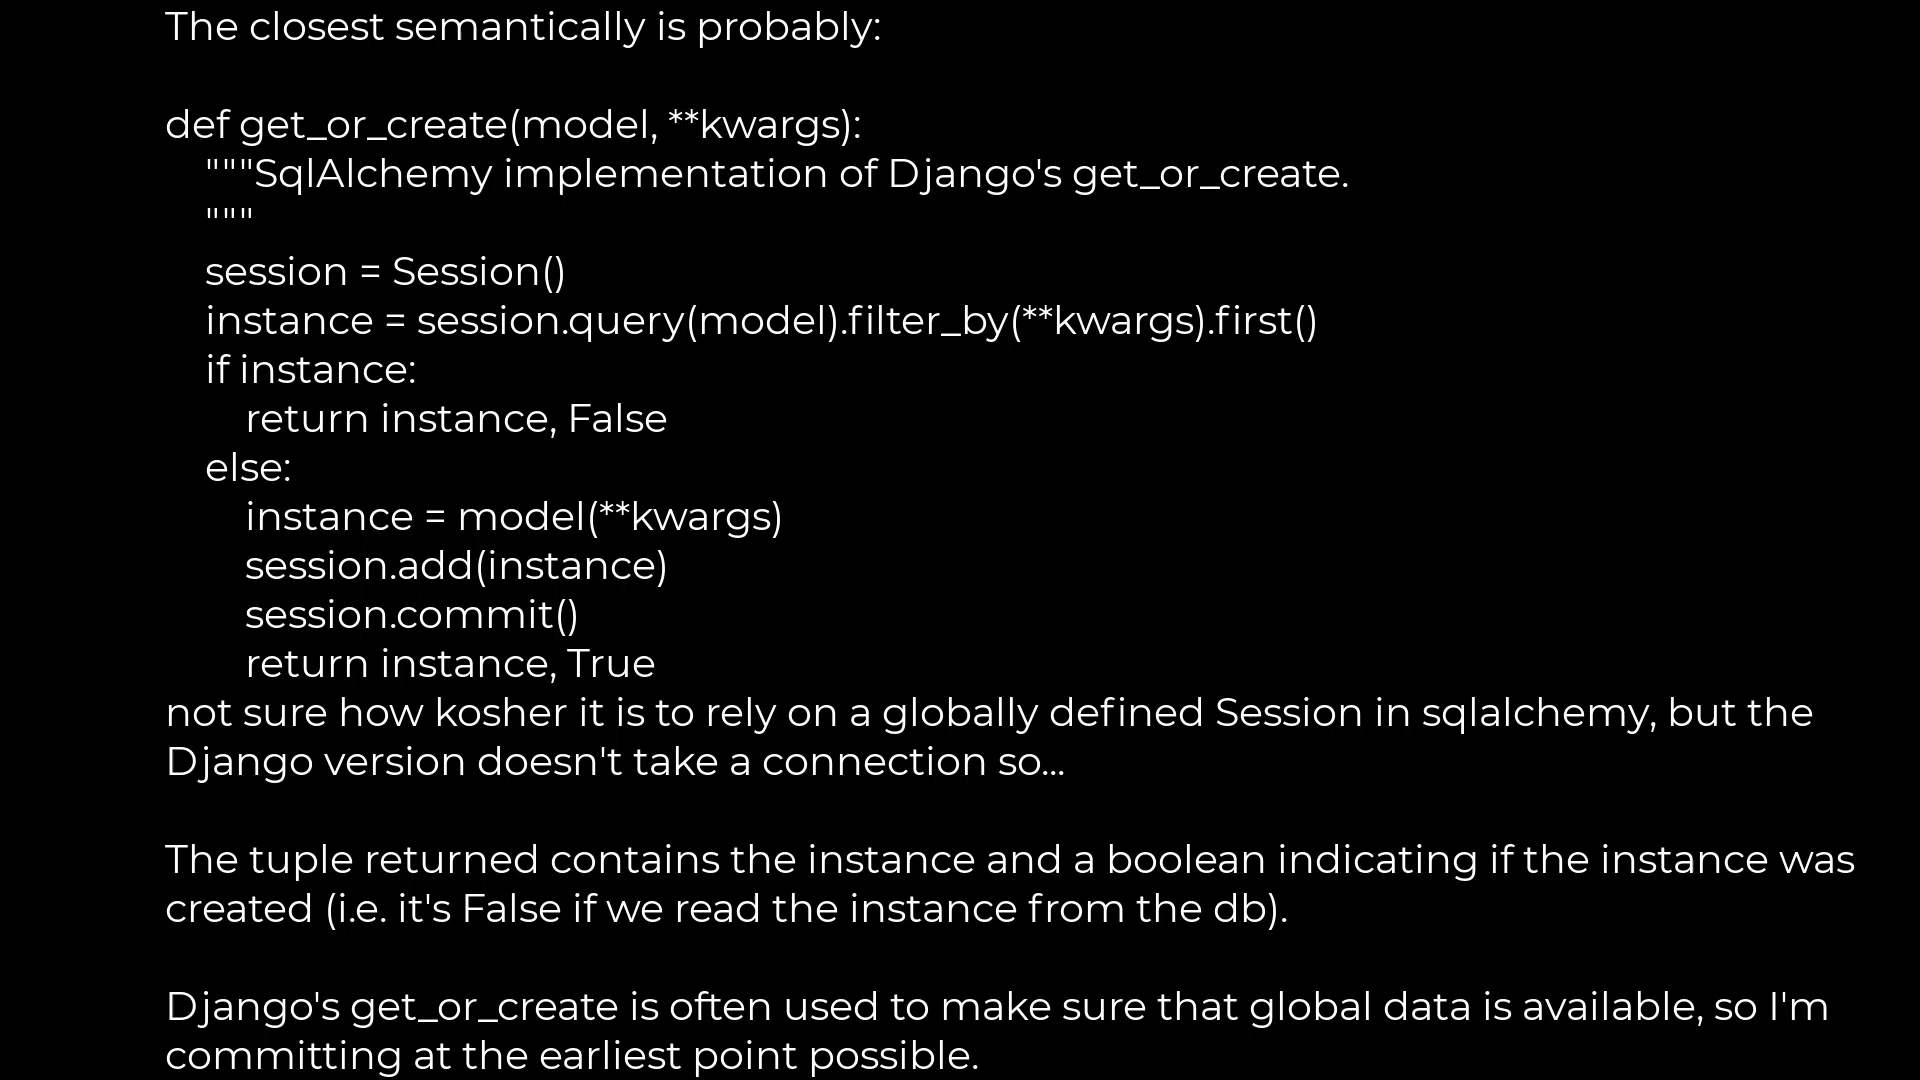 The closest semantically is probably:

def get_or_create(model, **kwargs):
    """SqlAlchemy implementation of Django's get_or_create.
    """
    session = Session()
    instance = session.query(model).filter_by(**kwargs).first()
    if instance:
        return instance, False
    else:
        instance = model(**kwargs)
        session.add(instance)
        session.commit()
        return instance, True
not sure how kosher it is to rely on a globally defined Session in sqlalchemy, but the
Django version doesn't take a connection so...

The tuple returned contains the instance and a boolean indicating if the instance was
created (i.e. it's False if we read the instance from the db).

Django's get_or_create is often used to make sure that global data is available, so I'm
committing at the earliest point possible.